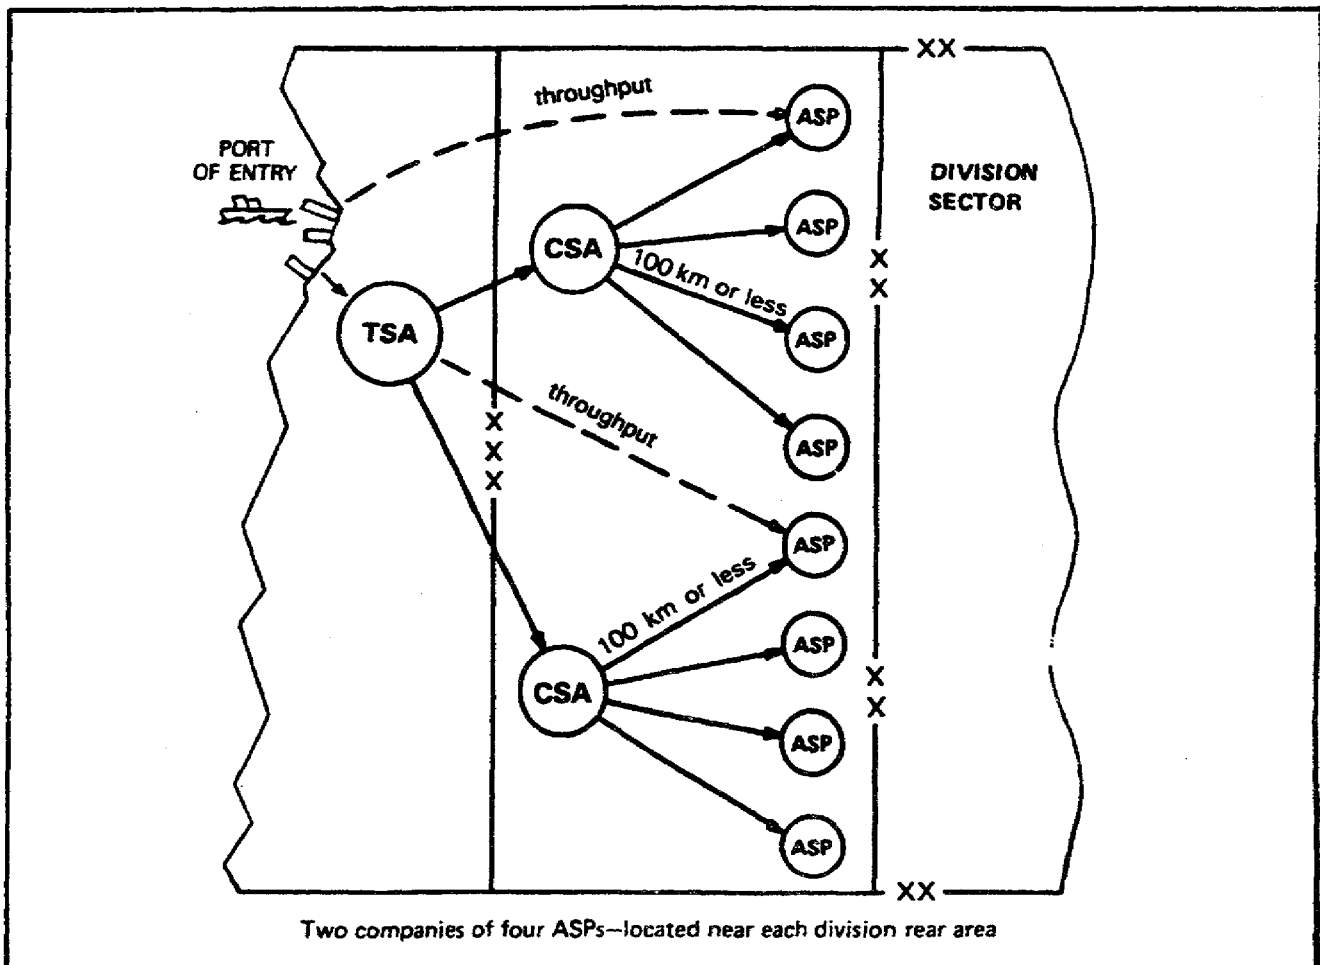 XX
throughput
ASP
PORT
OF ENTRY
DIVISION
SECTOR
ASP
CSA
X
X
100 km or less
TSA
ASP
throughput
X
X
X
ASP
ASP
100 km or less
ASP
X
X
CSA
ASP
ASP
XX
Two companies of four ASPs—located near each division rear area